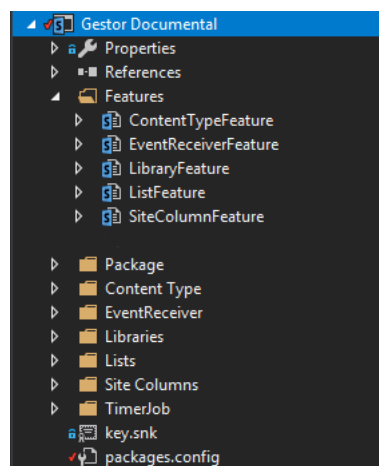 Gestor Documental
Properties
References
Features
ContentTypeFeature
EventReceiverFeature
LibraryFeature
ListFeature
SiteColumnFeature
Package
Content Type
EventReceiver
Libraries
Lists
Site Columns
TimerJob
key.snk
packages.config